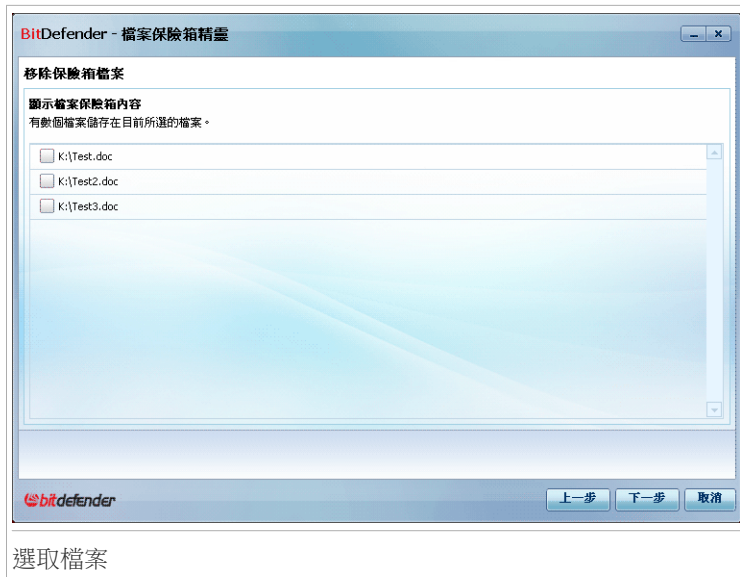 BitDefender - 檔案保險箱精靈
移除保險箱檔案
顯示檔案保險箱內容
有數個檔案儲存在目前所選的檔案。
K:\Test.doc
K:\Test2.doc
K:\Test3.doc
bitdefender
上一步 下一步 取消
選取檔案